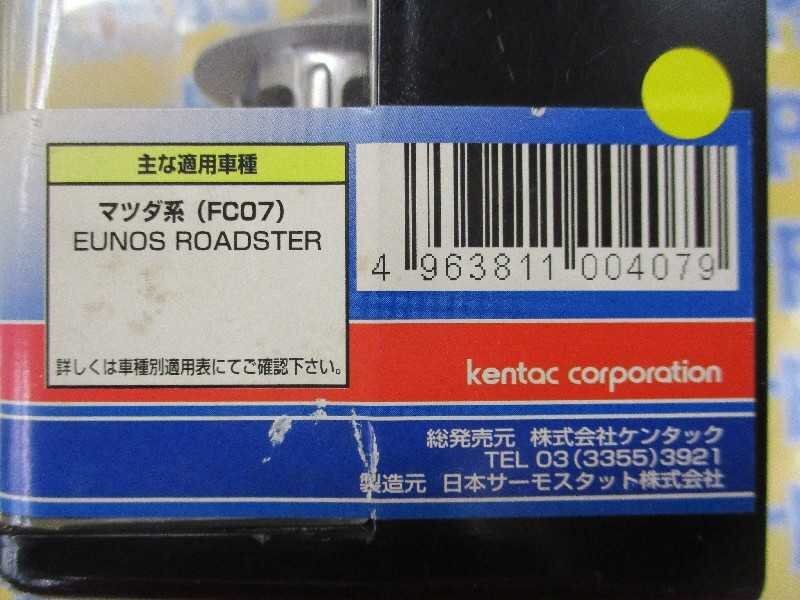 主な適用車種
マツダ系 (FC07)
EUNOS ROADSTER
詳しくは車種別適用表にてご確認下さい。
4 963811 004079
kentac corporation
総発売元 株式会社ケンタック
TEL 03(3355)3921
製造元 日本サーモスタット株式会社